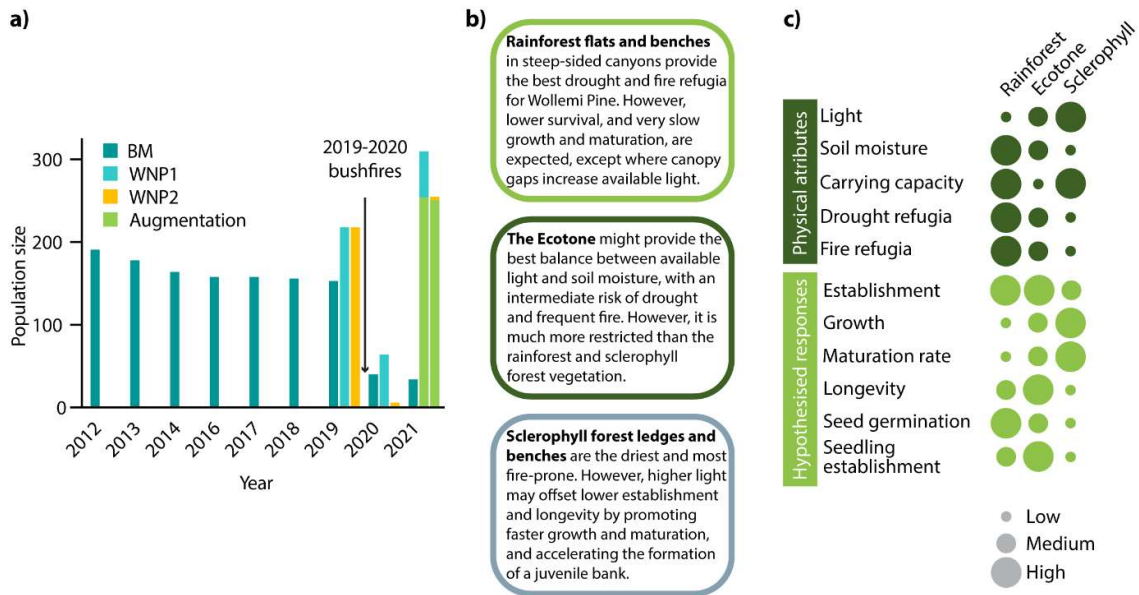 a)
300
200
100
0
Population size
BM
WNP1
WNP2
Augmentation
2019-2020
bushfires
2012
2013
2014
2016
2017
2018
2019
2020
2021
Year
b)
Rainforest flats and benches
in steep-sided canyons provide
the best drought and fire refugia
for Wollemi Pine. However,
lower survival, and very slow
growth and maturation, are
expected, except where canopy
gaps increase available light.
The Ecotone might provide the
best balance between available
light and soil moisture, with an
intermediate risk of drought
and frequent fire. However, it is
much more restricted than the
rainforest and sclerophyll
forest vegetation.
Sclerophyll forest ledges and
benches are the driest and most
fire-prone. However, higher light
may offset lower establishment
and longevity by promoting
faster growth and maturation,
and accelerating the formation
of a juvenile bank.
c)
Rainforest
Ecotone
Sclerophyll
Physical atributes
Light
Soil moisture
Carrying capacity
Drought refugia
Fire refugia
Hypothesised responses
Establishment
Growth
Maturation rate
Longevity
Seed germination
Seedling
establishment
Low
Medium
High